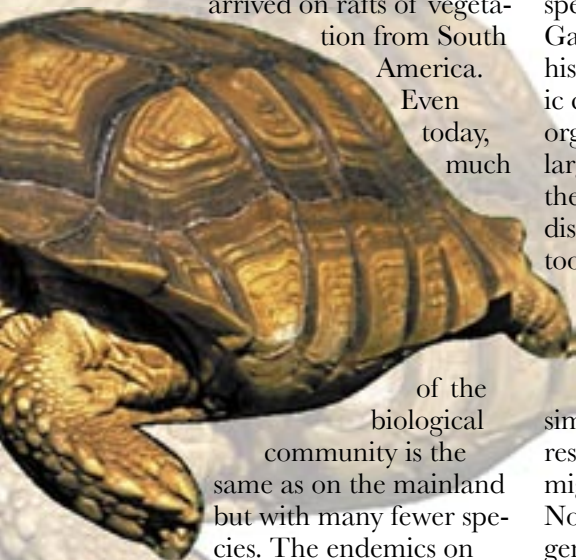 arrived on rafts of vegeta-
tion from South
America.
Even
today,
much
of the
biological
community is the
same as on the mainland
but with many fewer spe-
cies. The endemics on
spe
Ga
his
ic
org
lar
the
dis
too
sim
res
mig
No
gen